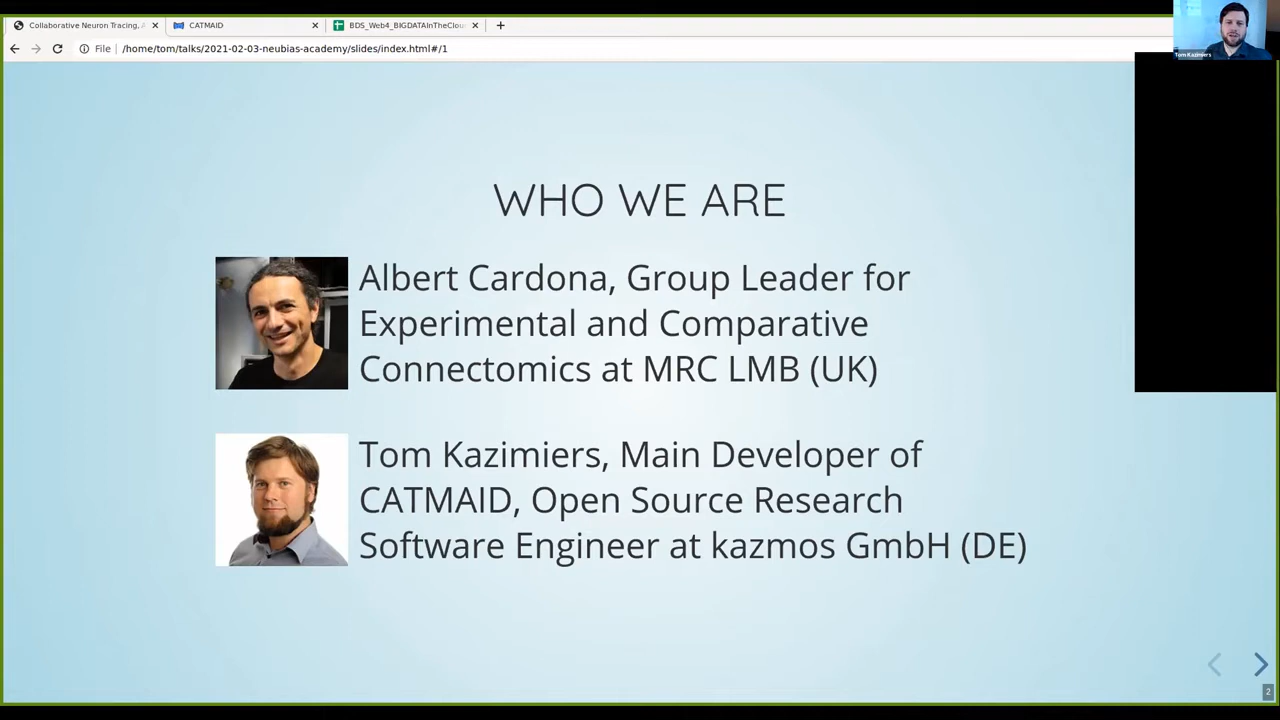 Collaborative Neuron Tracing, A
CATMAID
BDS_Web4_BIGDATAInTheClou
File
/home/tom/talks/2021-02-03-neubias-academy/slides/index.html#/1
Tom Kazimiers
WHO WE ARE
Albert Cardona, Group Leader for
Experimental and Comparative
Connectomics at MRC LMB (UK)
Tom Kazimiers, Main Developer of
CATMAID, Open Source Research
Software Engineer at kazmos GmbH (DE)
2